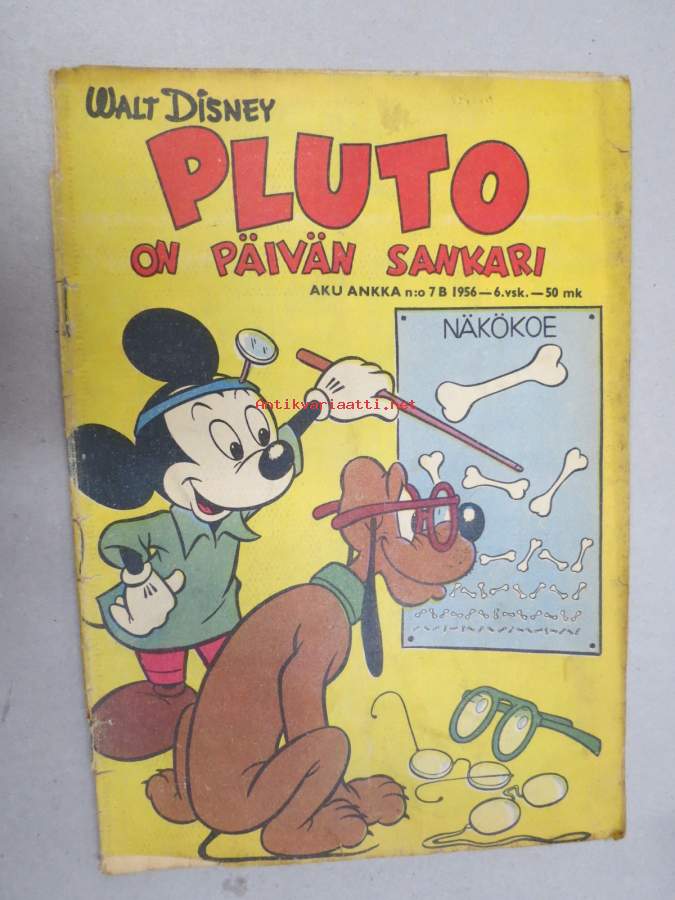 WALT DISNEY
PLUTO
ON PÄIVÄN SANKARI
AKU ANKKA n:o 7 B 1956 — 6.vsk. — 50 mk
NÄKÖKOE
Antikvariaatti.net